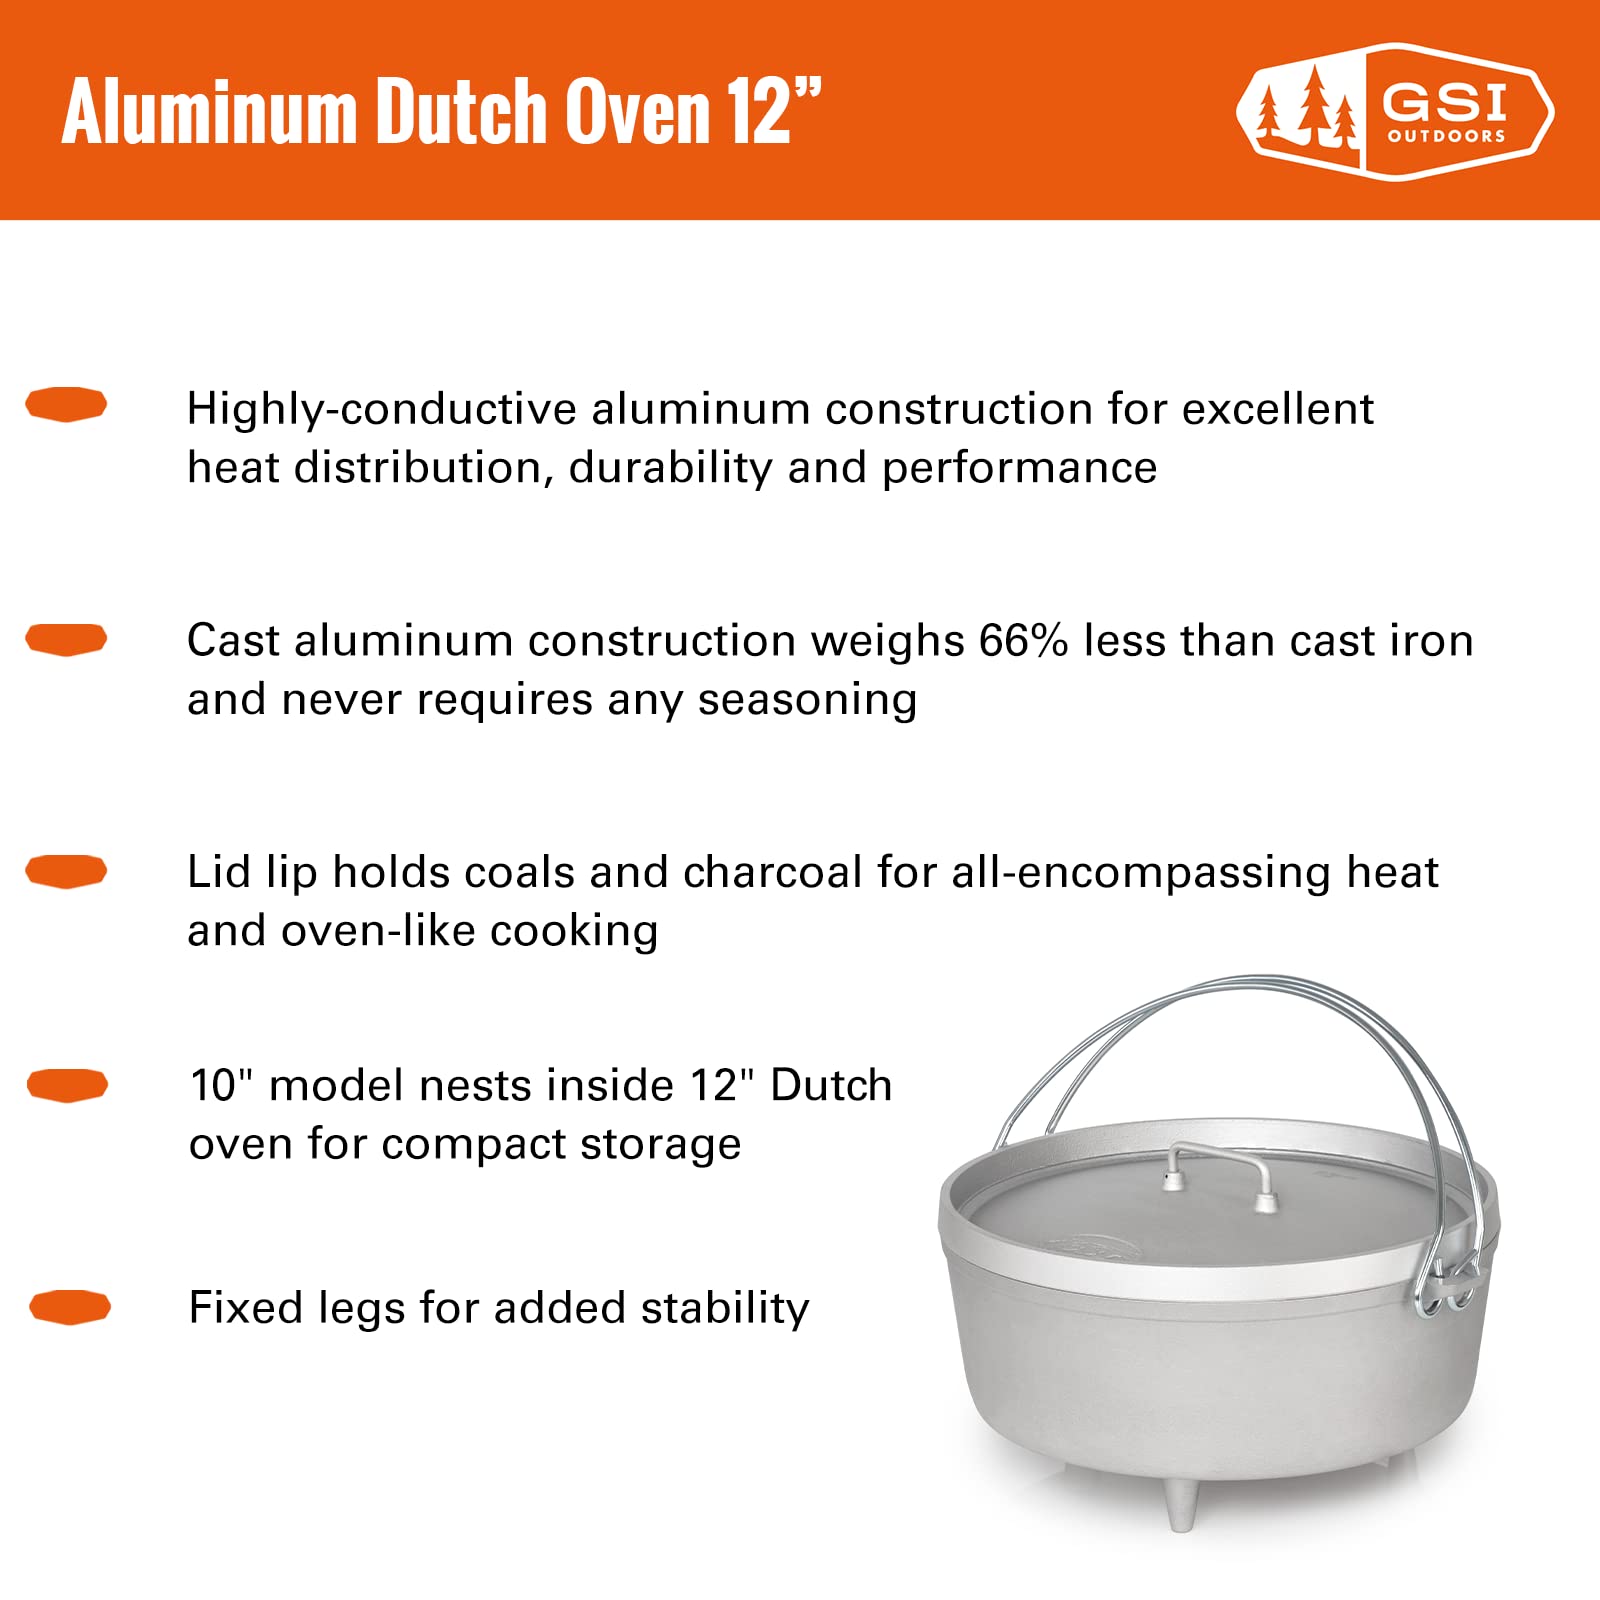 Aluminum Dutch Oven 12”
GSI
OUTDOORS
Highly-conductive aluminum construction for excellent
heat distribution, durability and performance
Cast aluminum construction weighs 66% less than cast iron
and never requires any seasoning
Lid lip holds coals and charcoal for all-encompassing heat
and oven-like cooking
10" model nests inside 12" Dutch
oven for compact storage
Fixed legs for added stability